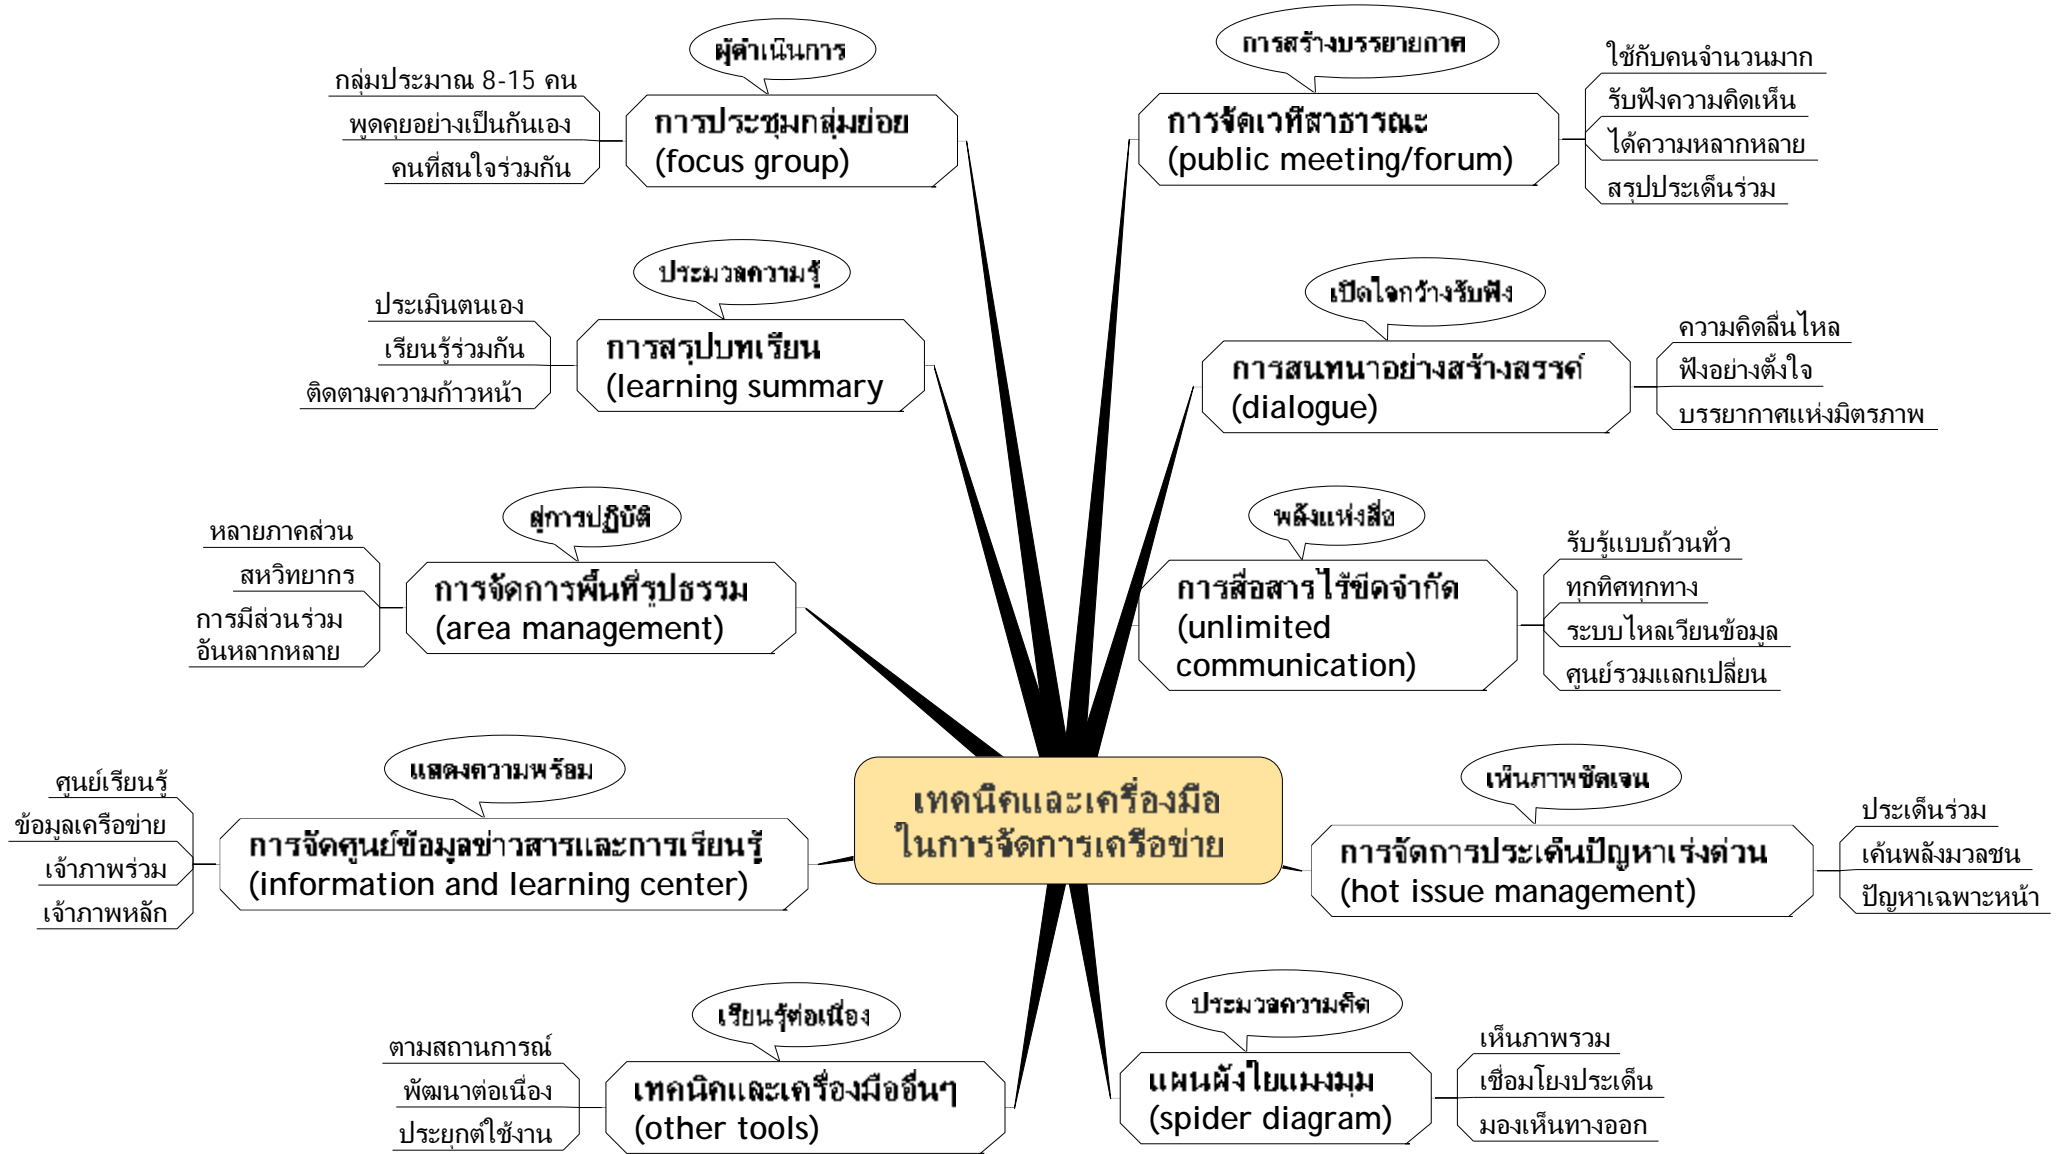 เทคนิคและเครื่องมือ
ในการจัดการเครือข่าย
การสร้างบรรยายกาศ
การจัดเวทีสาธารณะ
(public meeting/forum)
ใช้กับคนจำนวนมาก
รับฟังความคิดเห็น
ได้ความหลากหลาย
สรุปประเด็นร่วม
เปิดใจกว้างรับฟัง
การสนทนาอย่างสร้างสรรค์
(dialogue)
ความคิดลื่นไหล
ฟังอย่างตั้งใจ
บรรยากาศแห่งมิตรภาพ
พลังแห่งสื่อ
การสื่อสารไร้ขีดจำกัด
(unlimited
communication)
รับรู้แบบถ้วนทั่ว
ทุกทิศทุกทาง
ระบบไหลเวียนข้อมูล
ศูนย์รวมแลกเปลี่ยน
เห็นภาพชัดเจน
การจัดการประเด็นปัญหาเร่งด่วน
(hot issue management)
ประเด็นร่วม
เค้นพลังมวลชน
ปัญหาเฉพาะหน้า
ประมวลความคิด
แผนผังใยแมงมุม
(spider diagram)
เห็นภาพรวม
เชื่อมโยงประเด็น
มองเห็นทางออก
ผู้ดำเนินการ
การประชุมกลุ่มย่อย
(focus group)
กลุ่มประมาณ 8-15 คน
พูดคุยอย่างเป็นกันเอง
คนที่สนใจร่วมกัน
ประมวลความรู้
การสรุปบทเรียน
(learning summary
ประเมินตนเอง
เรียนรู้ร่วมกัน
ติดตามความก้าวหน้า
สู่การปฏิบัติ
การจัดการพื้นที่รูปธรรม
(area management)
หลายภาคส่วน
สหวิทยากร
การมีส่วนร่วม
อันหลากหลาย
แสดงความพร้อม
การจัดศูนย์ข้อมูลข่าวสารและการเรียนรู้
(information and learning center)
ศูนย์เรียนรู้
ข้อมูลเครือข่าย
เจ้าภาพร่วม
เจ้าภาพหลัก
เรียนรู้ต่อเนื่อง
เทคนิคและเครื่องมืออื่นๆ
(other tools)
ตามสถานการณ์
พัฒนาต่อเนื่อง
ประยุกต์ใช้งาน